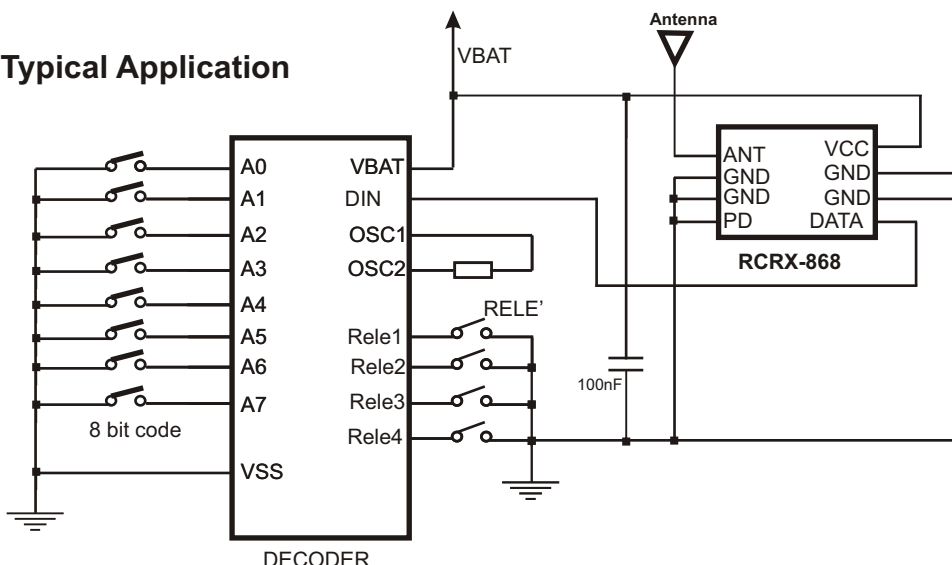 Typical Application
VBAT
Antenna
A0
A1
A2
A3
A4
A5
A6
A7
VSS
8 bit code
VBAT
DIN
OSC1
OSC2
Rele1
Rele2
Rele3
Rele4
DECODER
RELE'
100nF
ANT
GND
GND
PD
VCC
GND
GND
DATA
RCRX-868